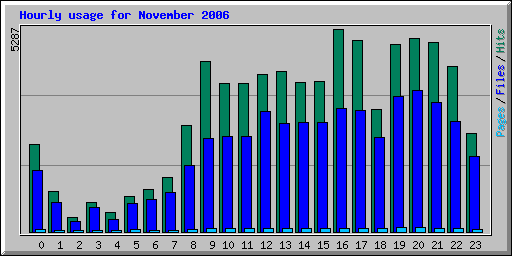 Hourly usage for November 2006
5287
Pages/Files/Hits
0 1 2 3 4 5 6 7 8 9 10 11 12 13 14 15 16 17 18 19 20 21 22 23